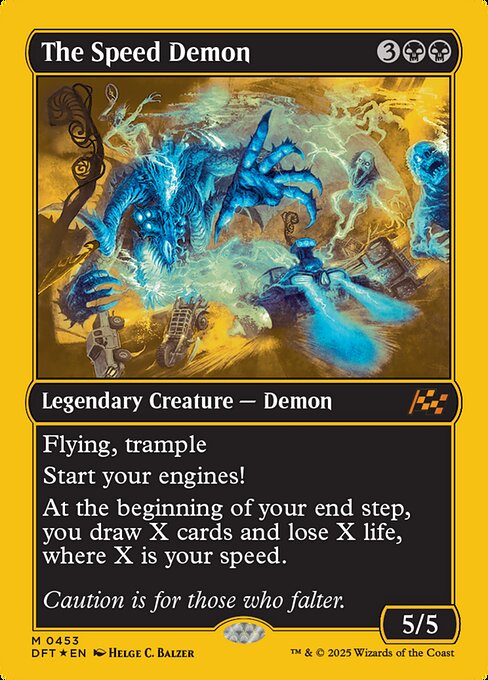 The Speed Demon 3
Legendary Creature — Demon
Flying, trample
Start your engines!
At the beginning of your end step,
you draw X cards and lose X life,
where X is your speed.
Caution is for those who falter.
5/5
M 0453
DFT★EN Helge C. Balzer
™ & © 2025 Wizards of the Coast